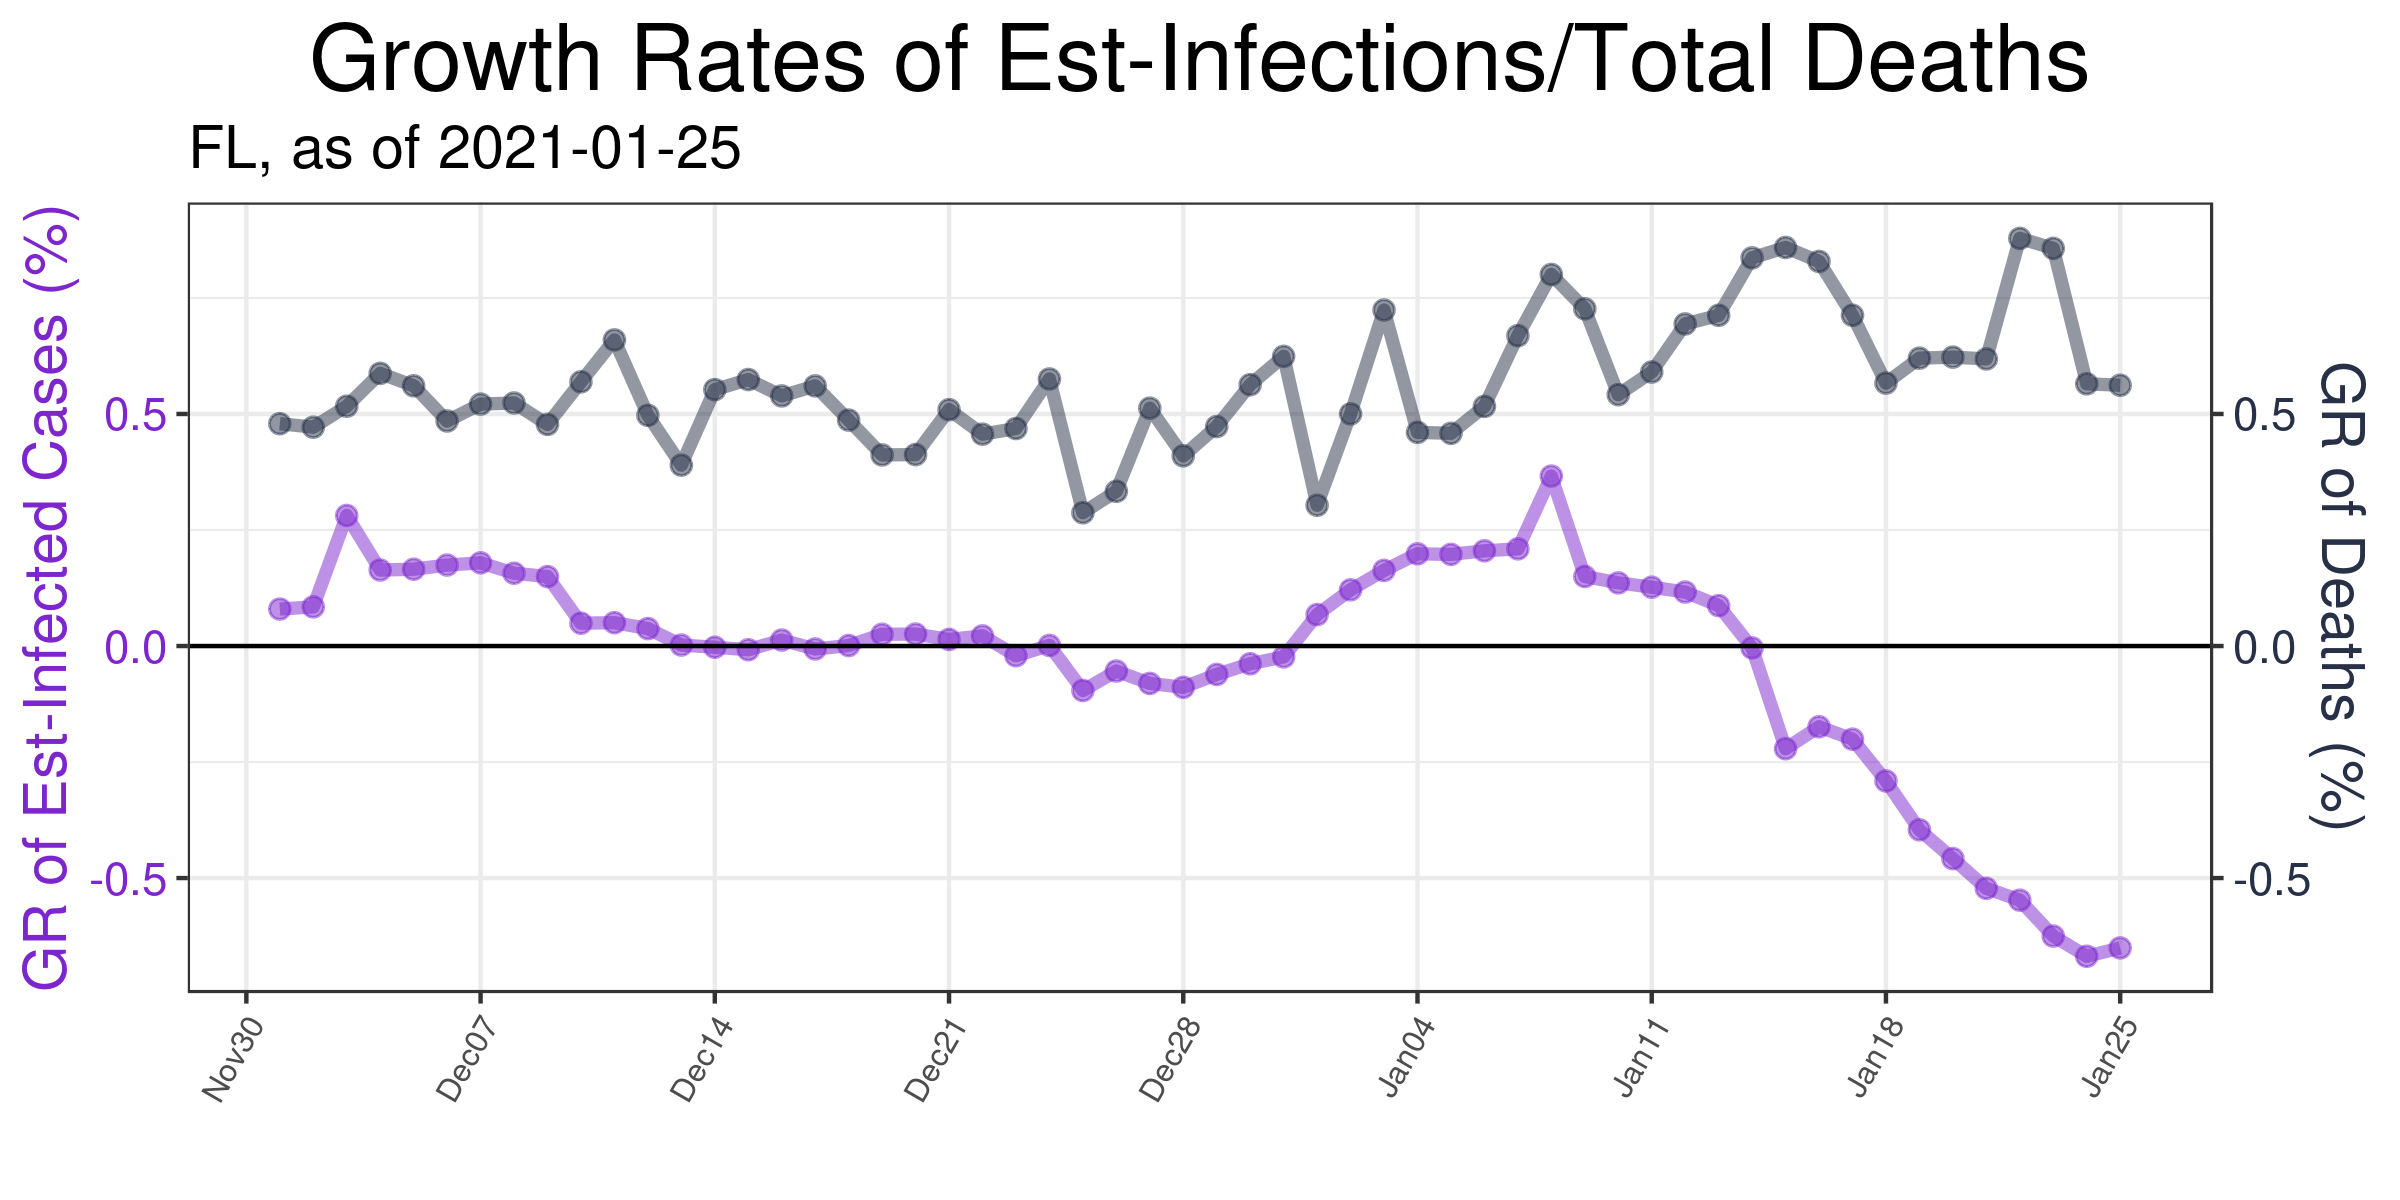 Growth Rates of Est-Infections/Total Deaths
FL, as of 2021-01-25
GR of Est-Infected Cases (%)
0.5
0.0
-0.5
0.5
0.0
-0.5
GR of Deaths (%)
Nov30
Dec07
Dec14
Dec21
Dec28
Jan04
Jan11
Jan18
Jan25